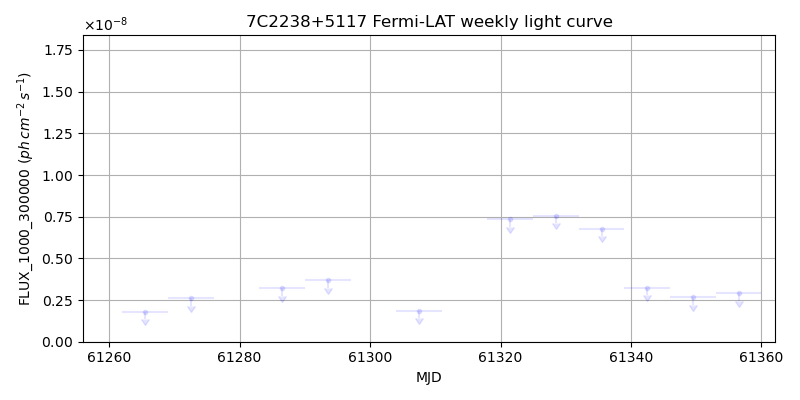 7C2238+5117 Fermi-LAT weekly light curve
×10⁻⁸
1.75
1.50
1.25
1.00
0.75
0.50
0.25
0.00
FLUX_1000_300000 (ph cm⁻² s⁻¹)
61260 61280 61300 61320 61340 61360
MJD